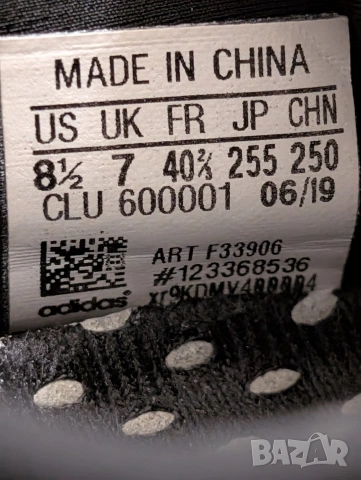 MADE IN CHINA
US UK FR JP CHN
8½ 7 40⅔ 255 250
CLU 600001 06/19
ART F33906
#123368536
adidas
BAZAR